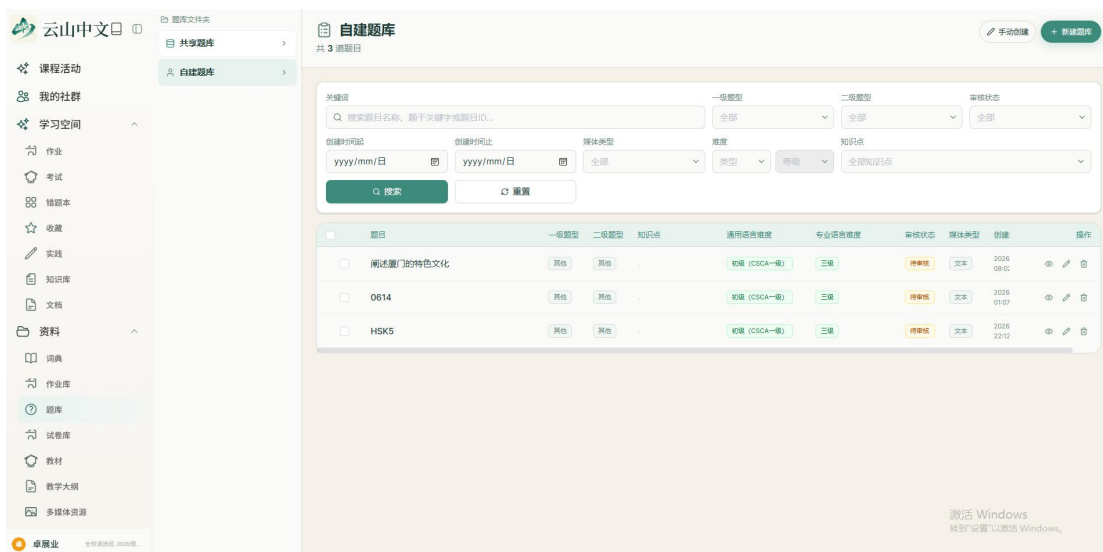 云山中文
课程活动
我的社群
学习空间
作业
考试
错题本
收藏
实践
知识库
文档
资料
词典
作业库
题库
试卷库
教材
教学大纲
多媒体资源
卓展业
题库文件夹
共享题库
自建题库
自建题库
共 3 道题目
手动创建
+ 新建题库
关键词
一级题型
二级题型
审核状态
搜索题目名称、题干关键字或题目ID...
全部
全部
全部
创建时间起
创建时间止
媒体类型
难度
知识点
yyyy/mm/日
yyyy/mm/日
全部
类型
等级
全部知识点
搜索
重置
题目 一级题型 二级题型 知识点 通用语言难度 专业语言难度 审核状态 媒体类型 创建 操作
阐述厦门的特色文化 其他 其他 初级（CSCA一级） 三级 待审核 文本 2026
0614 其他 其他 初级（CSCA一级） 三级 待审核 文本 2026
01:07
HSK5 其他 其他 初级（CSCA一级） 三级 待审核 文本 2026
22:12
激活 Windows
转到"设置"以激活 Windows。